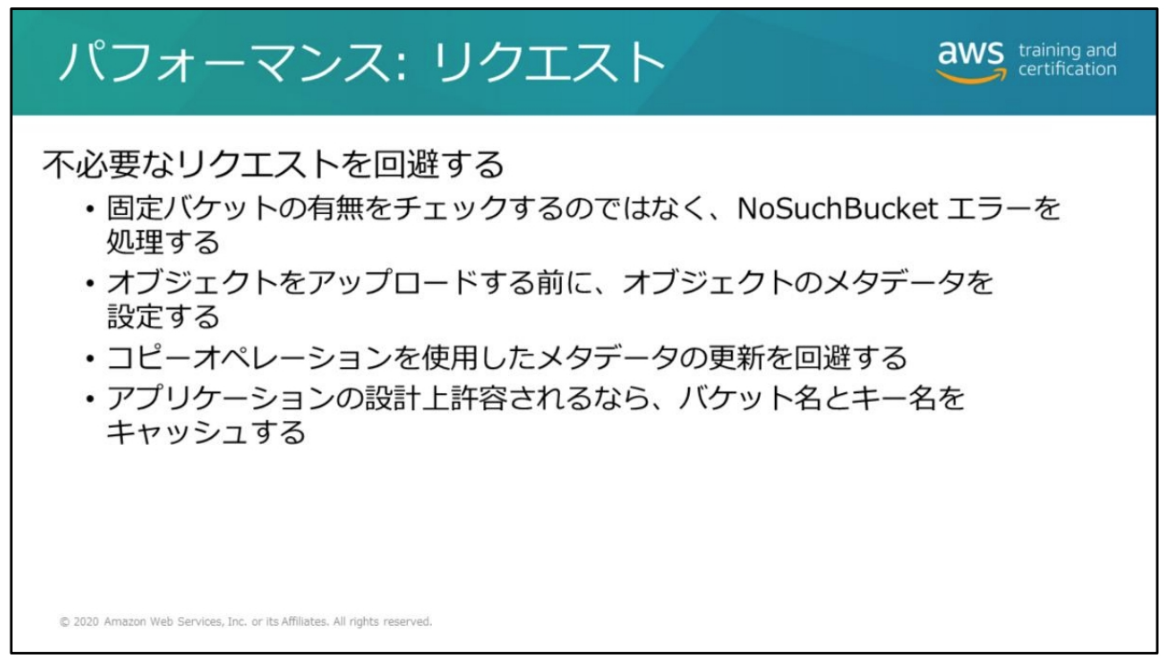 パフォーマンス: リクエスト
aws training and
certification
不必要なリクエストを回避する
• 固定バケットの有無をチェックするのではなく、NoSuchBucket エラーを
処理する
• オブジェクトをアップロードする前に、オブジェクトのメタデータを
設定する
• コピーオペレーションを使用したメタデータの更新を回避する
• アプリケーションの設計上許容されるなら、バケット名とキー名を
キャッシュする
© 2020 Amazon Web Services, Inc. or its Affiliates. All rights reserved.